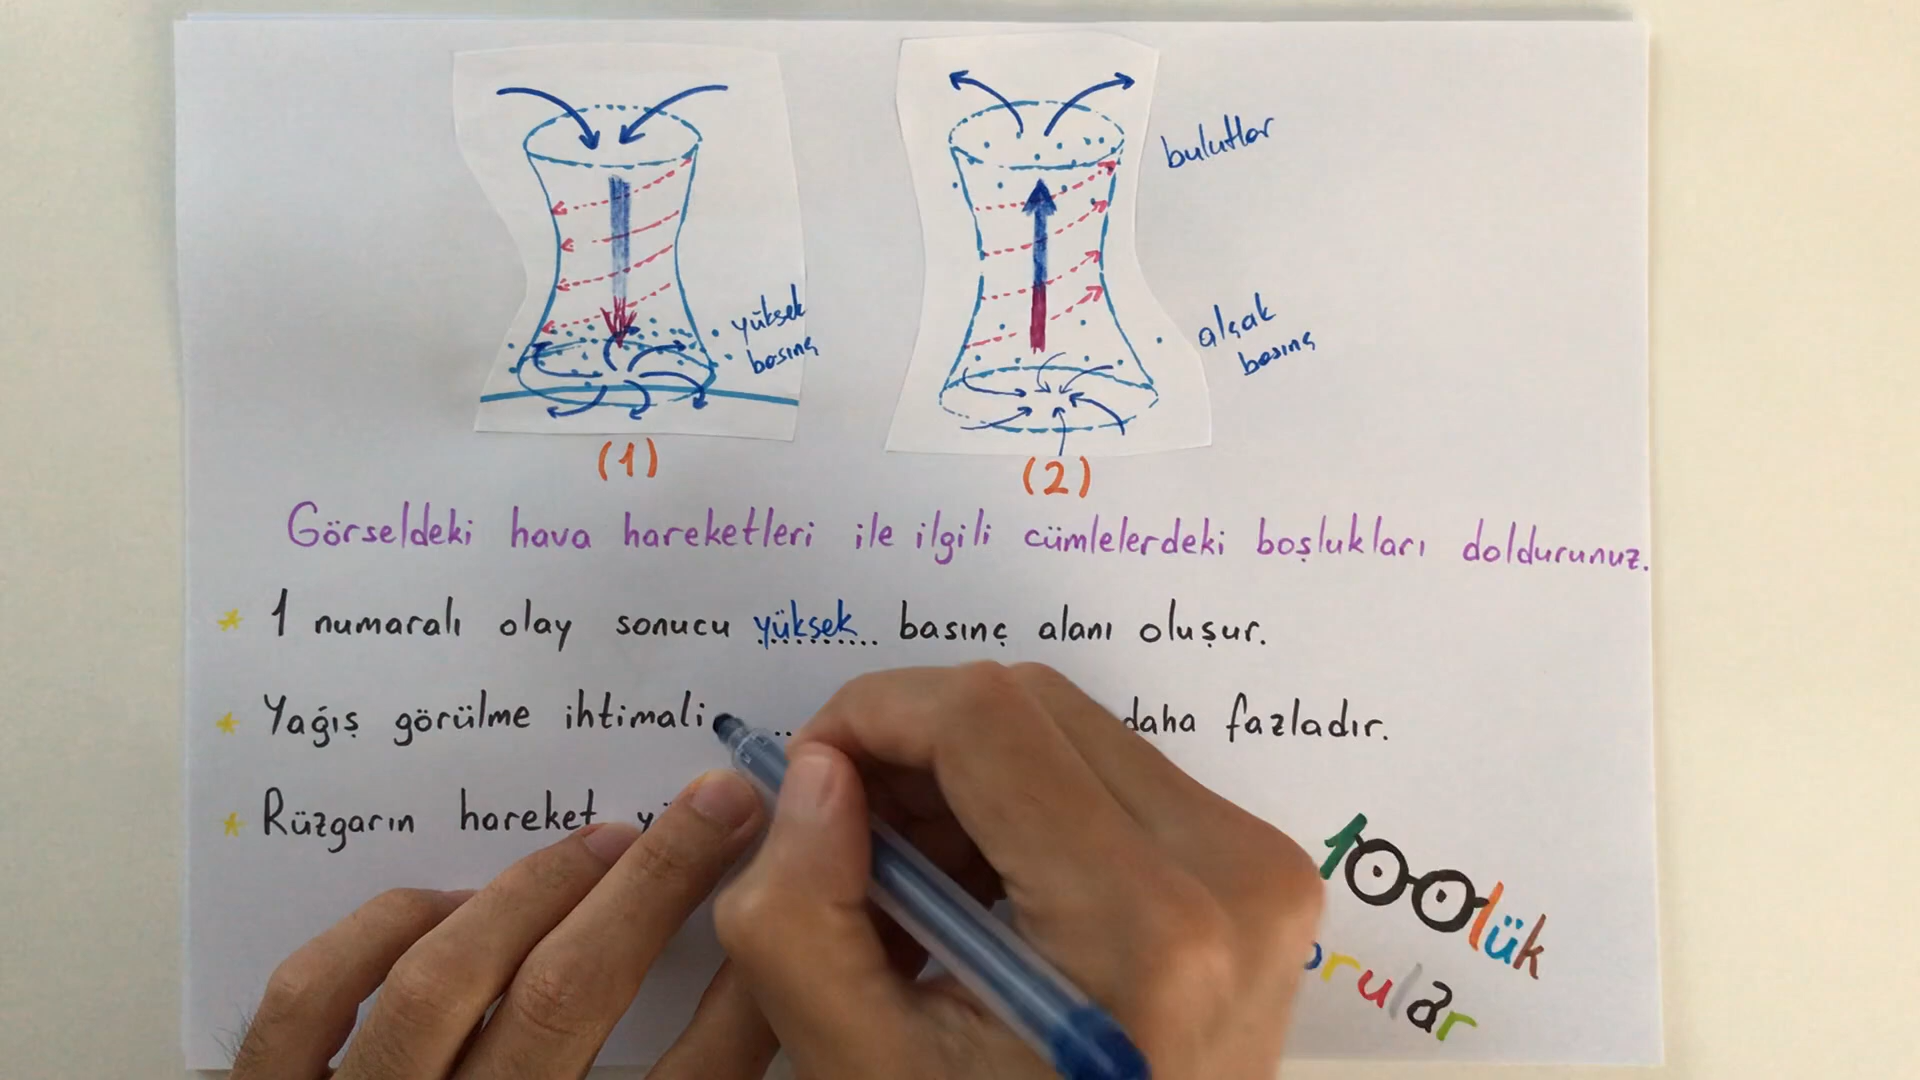 bulutlar
yüksek
basınç
alçak
basınç
(1)
(2)
Görseldeki hava hareketleri ile ilgili cümlelerdeki boşlukları doldurunuz.
* 1 numaralı olay sonucu yüksek.. basınç alanı oluşur.
* Yağış görülme ihtimali .. daha fazladır.
* Rüzgarın hareket
100lük
orular